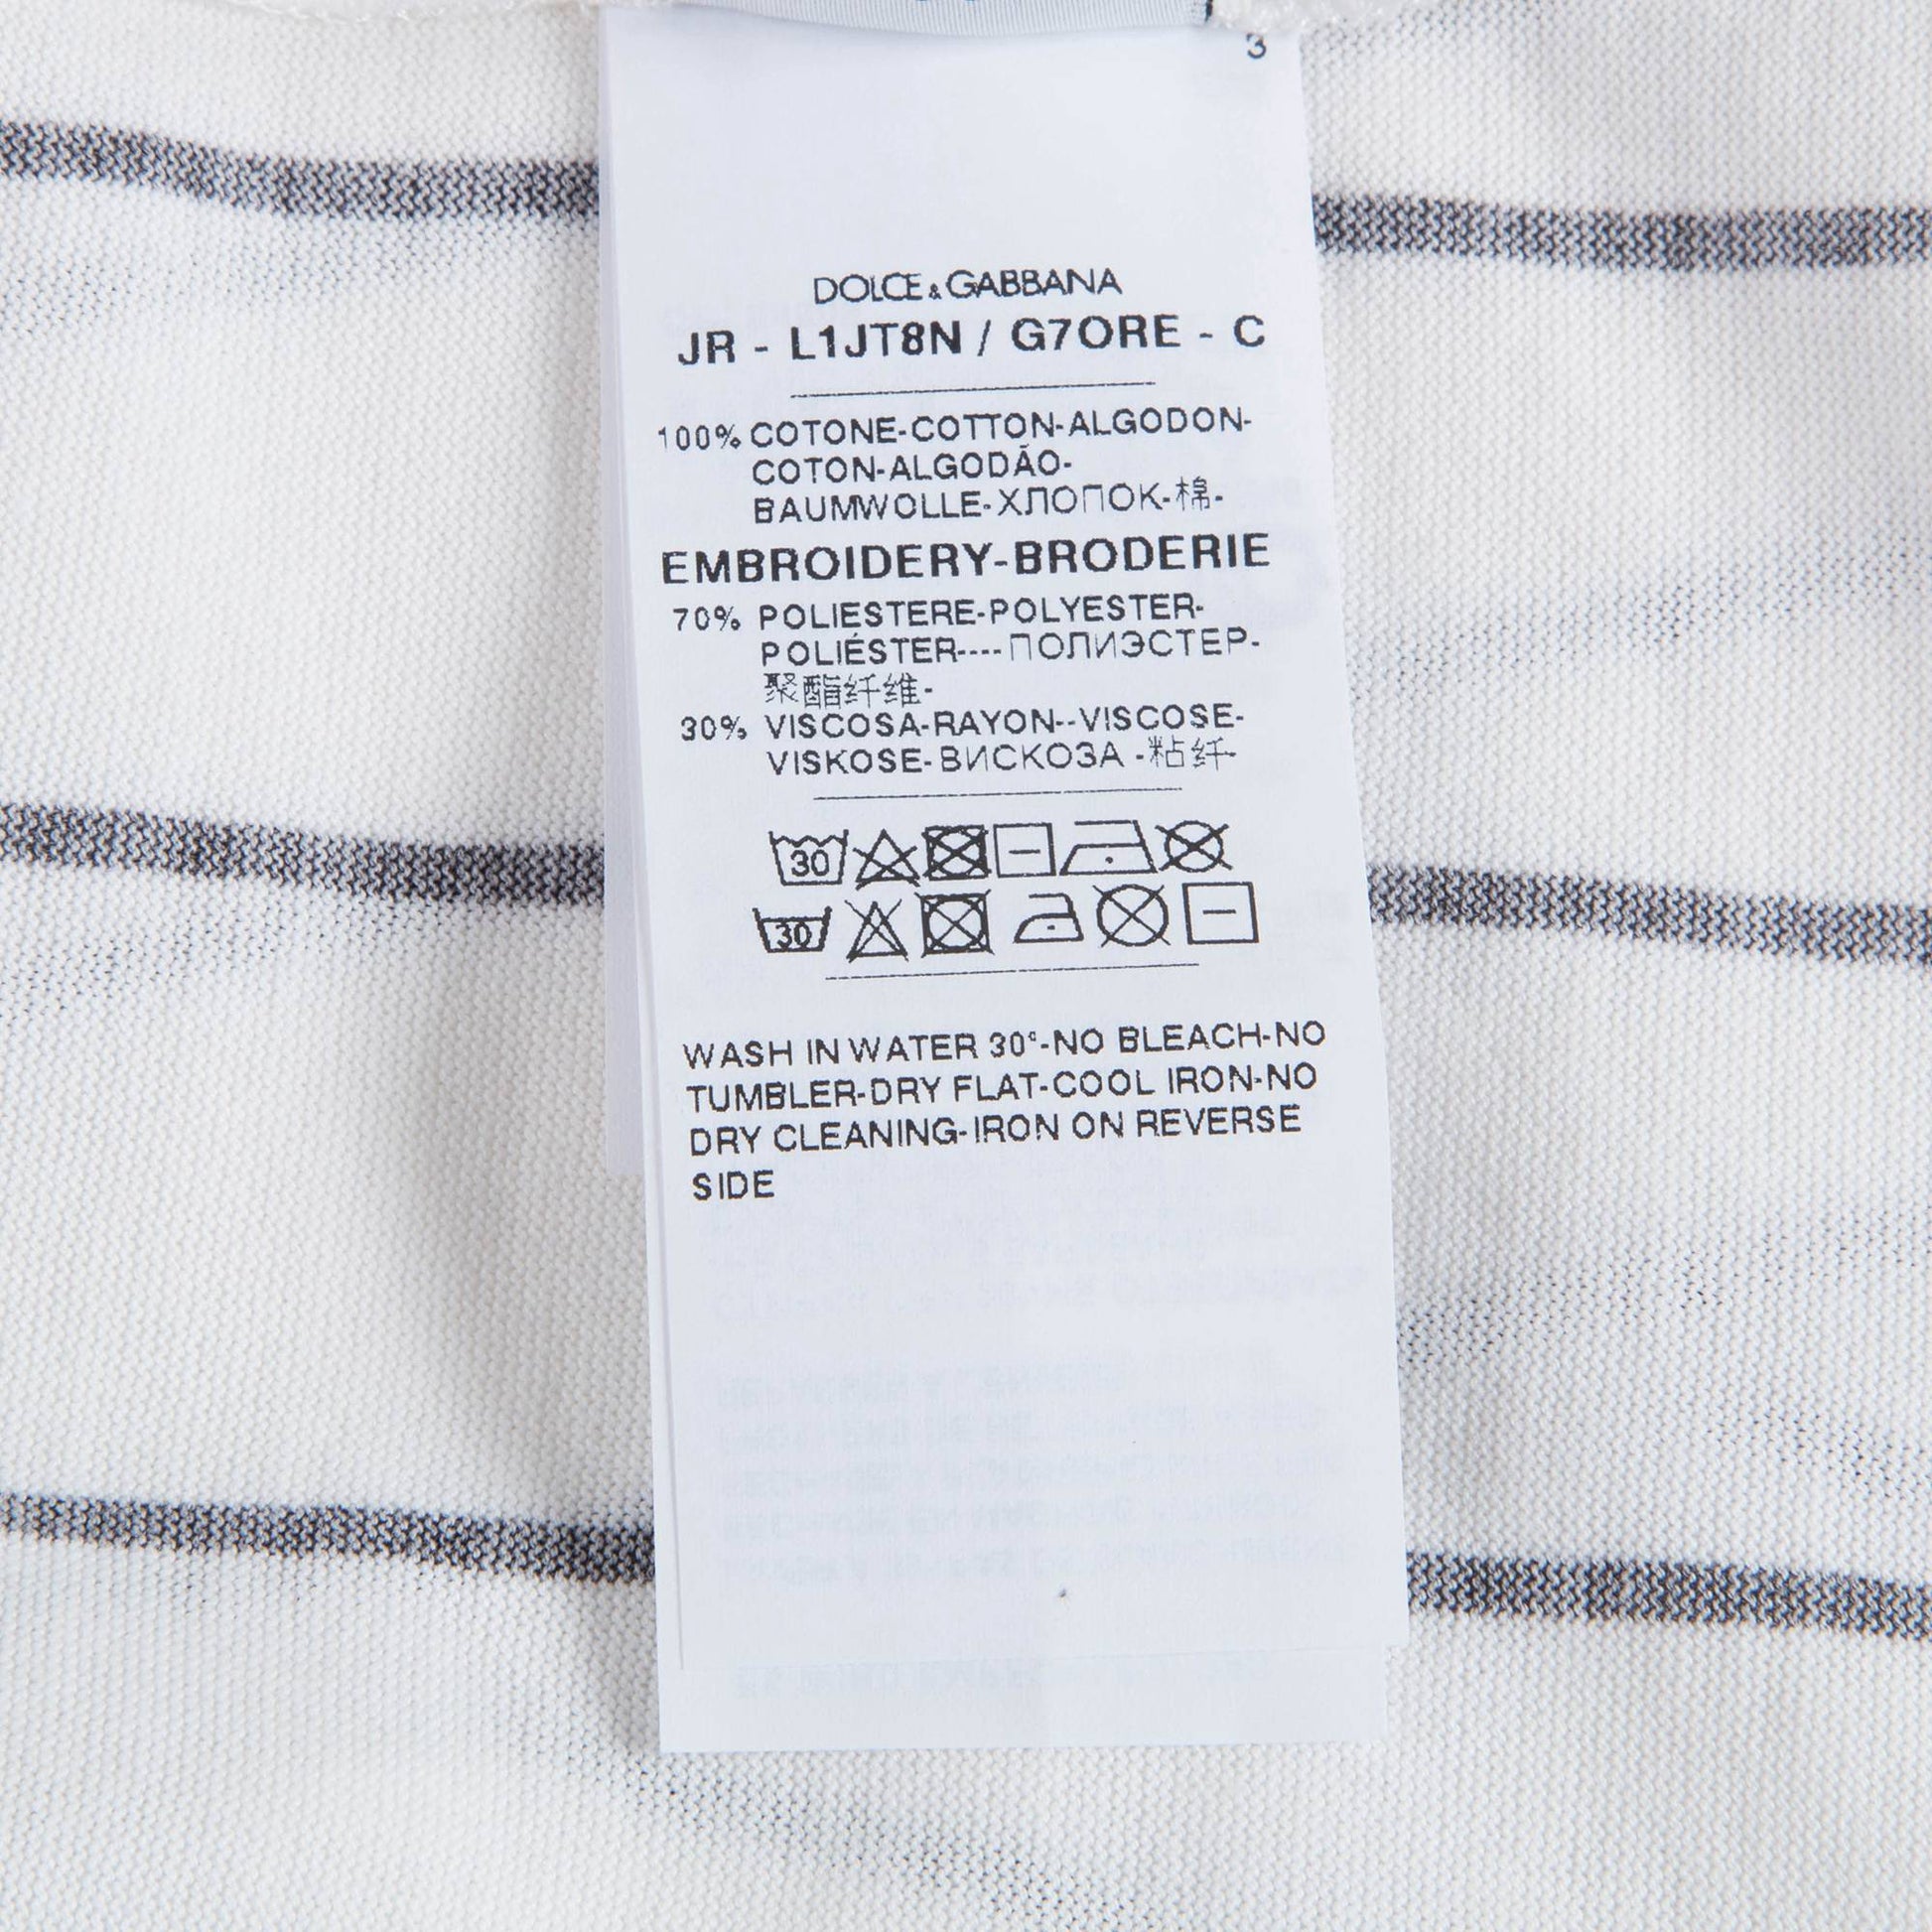 3
DOLCE & GABBANA
JR - L1JT8N / G7ORE - C
100% COTONE-COTTON-ALGODON-
COTON-ALGODÃO-
BAUMWOLLE-ХЛОПОК-棉-
EMBROIDERY-BRODERIE
70% POLIESTERE-POLYESTER-
POLIÉSTER----ПОЛИЭСТЕР-
聚酯纤维-
30% VISCOSA-RAYON--VISCOSE-
VISKOSE-ВИСКОЗА -粘纤-
30
30
WASH IN WATER 30°-NO BLEACH-NO
TUMBLER-DRY FLAT-COOL IRON-NO
DRY CLEANING-IRON ON REVERSE
SIDE